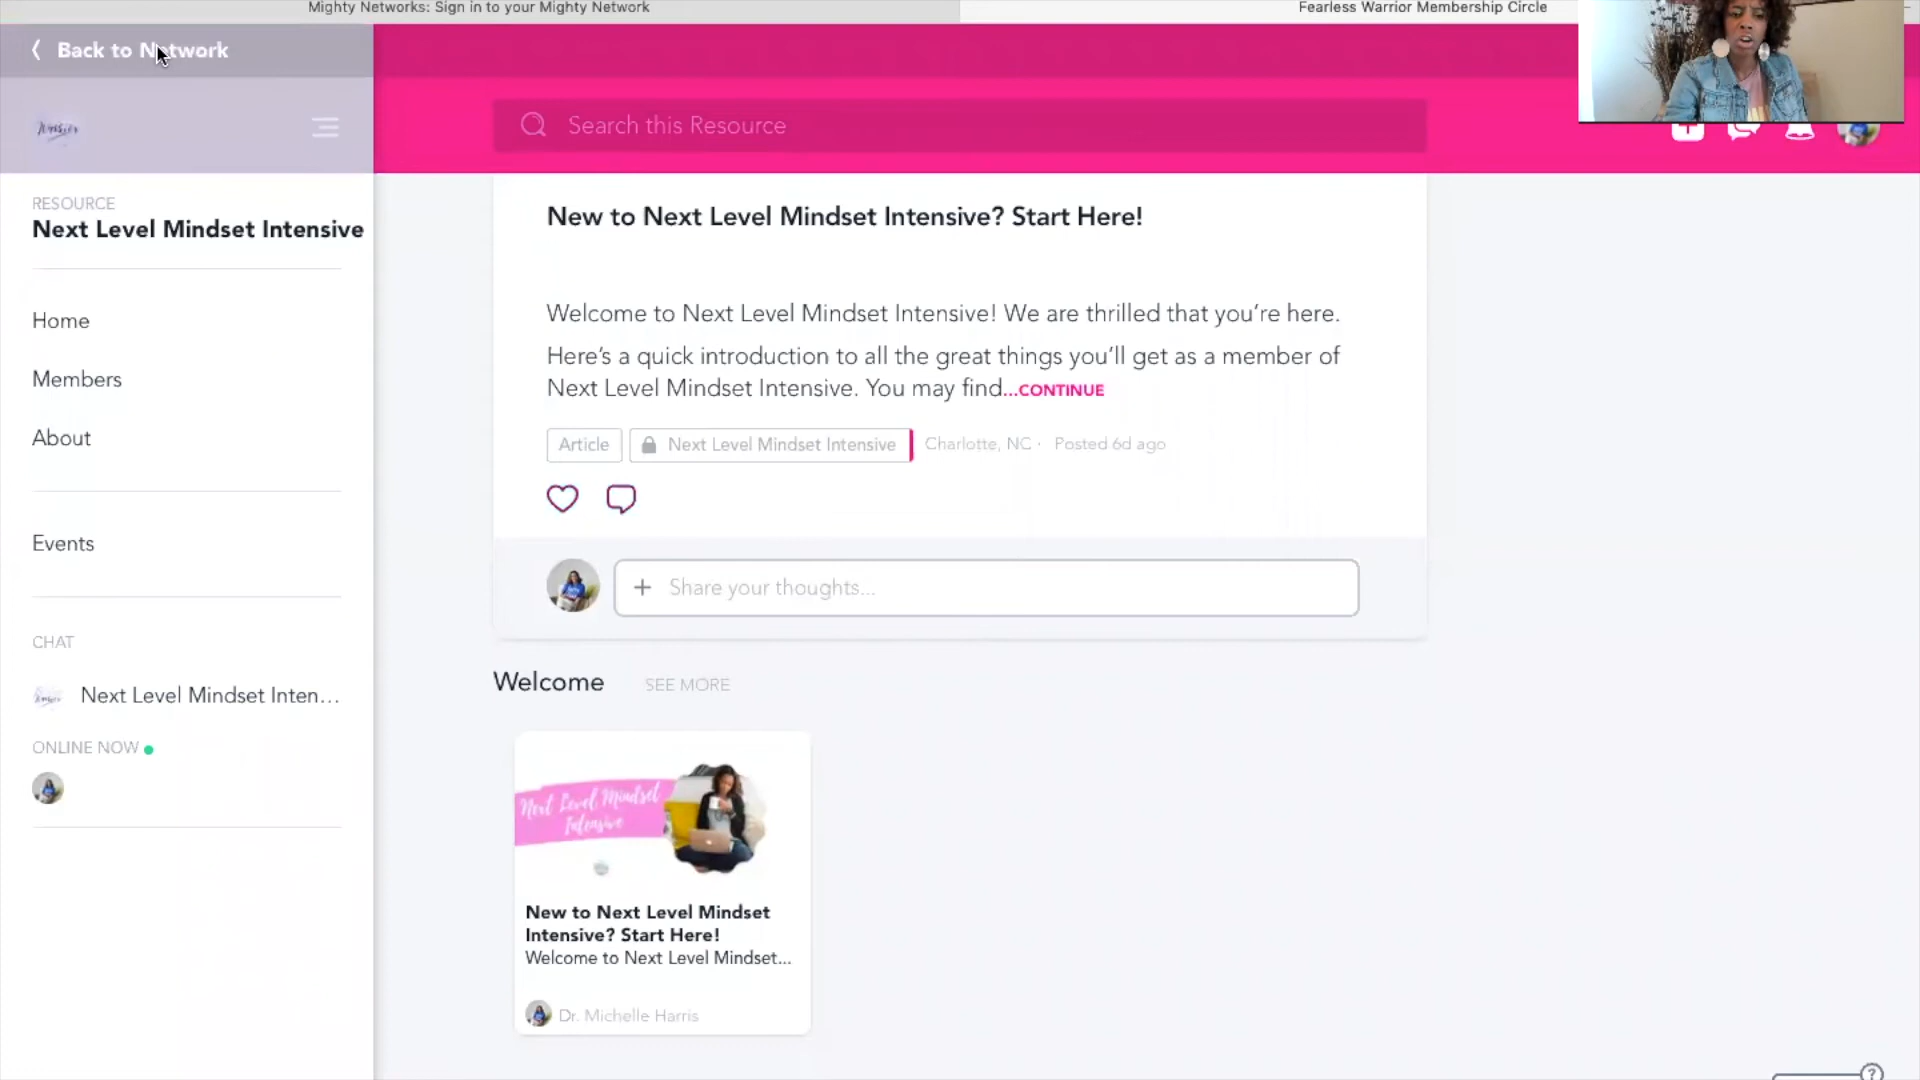 Mighty Networks: Sign in to your Mighty Network
Fearless Warrior Membership Circle
Back to Network
Search this Resource
Warrior
RESOURCE
Next Level Mindset Intensive
Home
Members
About
Events
CHAT
Next Level Mindset Inten...
ONLINE NOW
New to Next Level Mindset Intensive? Start Here!
Welcome to Next Level Mindset Intensive! We are thrilled that you're here.
Here's a quick introduction to all the great things you'll get as a member of
Next Level Mindset Intensive. You may find...CONTINUE
Article
Next Level Mindset Intensive
Charlotte, NC · Posted 6d ago
+ Share your thoughts...
Welcome
SEE MORE
Next Level Mindset
Intensive
New to Next Level Mindset
Intensive? Start Here!
Welcome to Next Level Mindset...
Dr. Michelle Harris
?